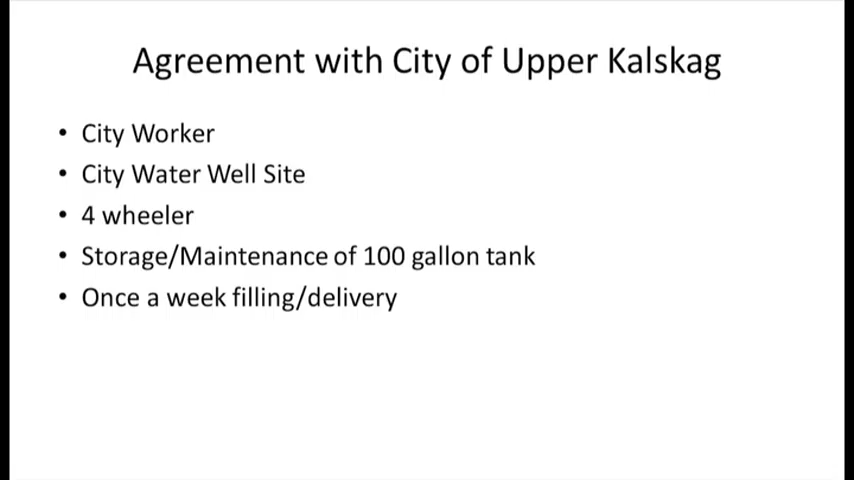 Agreement with City of Upper Kalskag
• City Worker
• City Water Well Site
• 4 wheeler
• Storage/Maintenance of 100 gallon tank
• Once a week filling/delivery